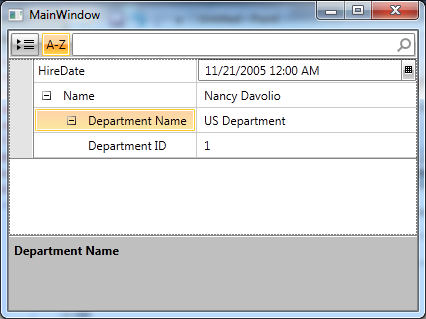 MainWindow
A-Z
HireDate 11/21/2005 12:00 AM
Name Nancy Davolio
Department Name US Department
Department ID 1
Department Name